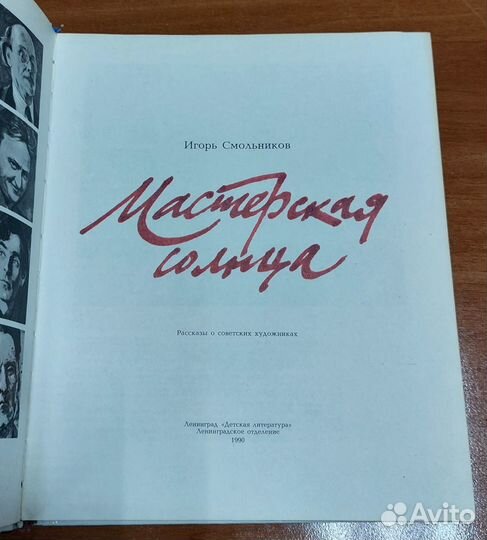 Игорь Смольников
Мастерская
солнца
Рассказы о советских художниках
Ленинград «Детская литература»
Ленинградское отделение
1990
Avito